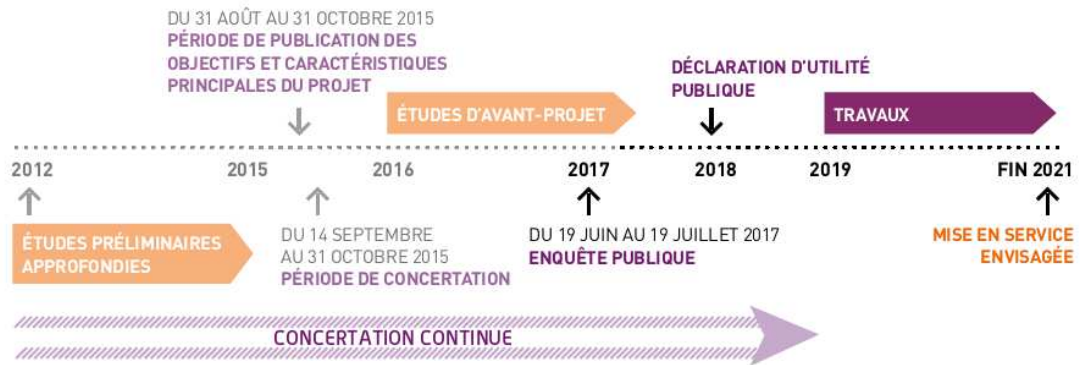 DU 31 AOÛT AU 31 OCTOBRE 2015
PÉRIODE DE PUBLICATION DES
OBJECTIFS ET CARACTÉRISTIQUES
PRINCIPALES DU PROJET
DÉCLARATION D'UTILITÉ
PUBLIQUE
ÉTUDES D'AVANT-PROJET
TRAVAUX
2012
2015
2016
2017
2018
2019
FIN 2021
ÉTUDES PRÉLIMINAIRES
APPROFONDIES
DU 14 SEPTEMBRE
AU 31 OCTOBRE 2015
PÉRIODE DE CONCERTATION
DU 19 JUIN AU 19 JUILLET 2017
ENQUÊTE PUBLIQUE
MISE EN SERVICE
ENVISAGÉE
CONCERTATION CONTINUE